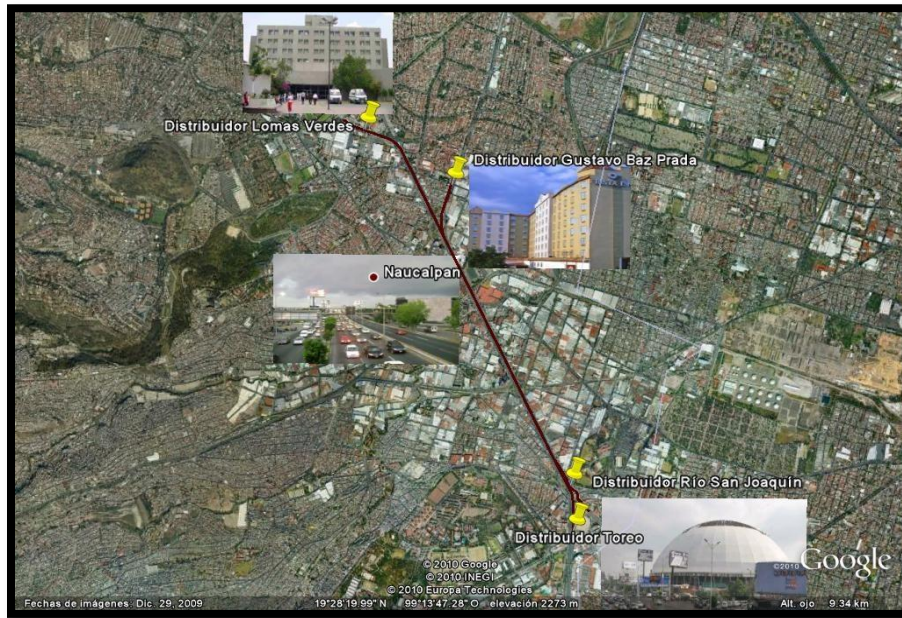 Distribuidor Lomas Verdes
Distribuidor Gustavo Baz Prada
Naucalpan
Distribuidor Río San Joaquín
Distribuidor Toreo
©2010 Google
© 2010 Google
© 2010 INEGI
© 2010 Europa Technologies
Fechas de imágenes: Dic. 29, 2009 19°28'19.99" N 99°13'47.28" O elevación 2273 m Alt. ojo 9.34 km